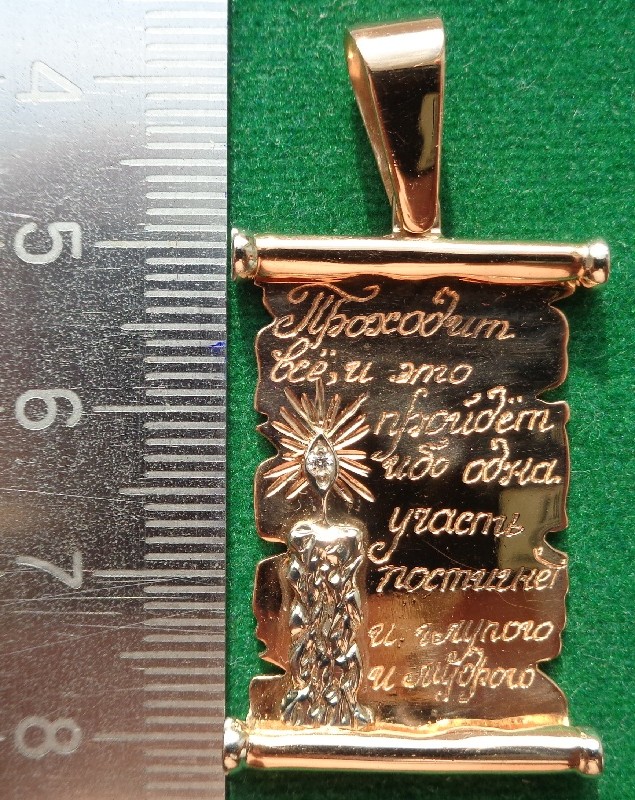 4
5
6
7
8
Проходит
всё, и это
пройдёт
ибо одна
участь
постигнет
и глупого
и мудрого